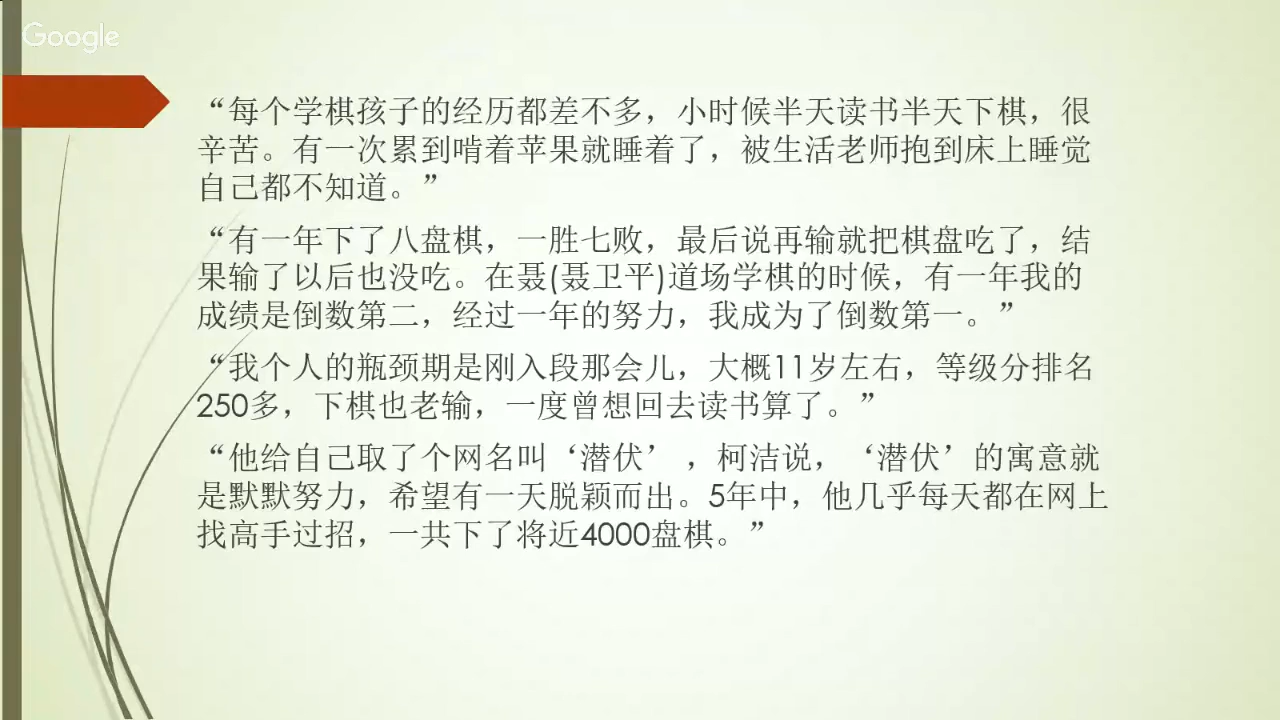 Google
“每个学棋孩子的经历都差不多，小时候半天读书半天下棋，很
辛苦。有一次累到啃着苹果就睡着了，被生活老师抱到床上睡觉
自己都不知道。”
“有一年下了八盘棋，一胜七败，最后说再输就把棋盘吃了，结
果输了以后也没吃。在聂(聂卫平)道场学棋的时候，有一年我的
成绩是倒数第二，经过一年的努力，我成为了倒数第一。”
“我个人的瓶颈期是刚入段那会儿，大概11岁左右，等级分排名
250多，下棋也老输，一度曾想回去读书算了。”
“他给自己取了个网名叫‘潜伏’，柯洁说，‘潜伏’的寓意就
是默默努力，希望有一天脱颖而出。5年中，他几乎每天都在网上
找高手过招，一共下了将近4000盘棋。”